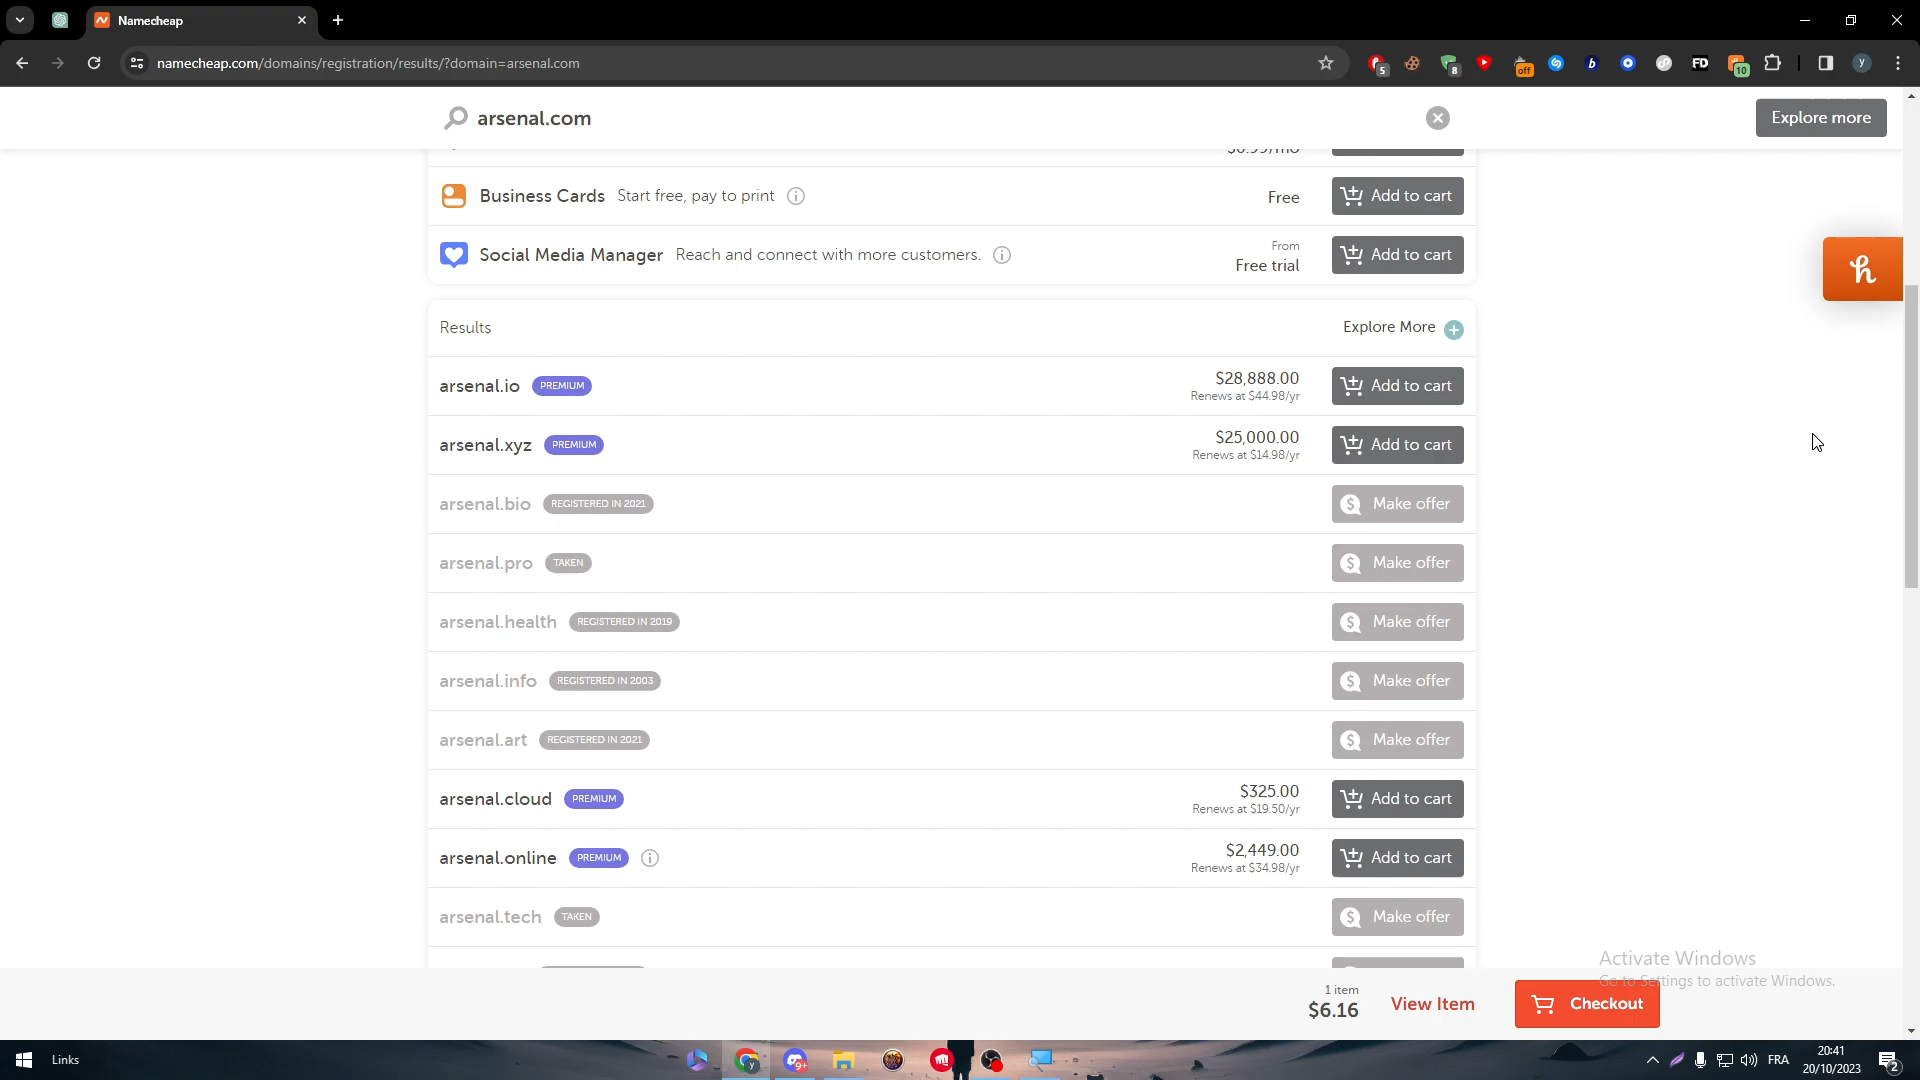 Namecheap
namecheap.com/domains/registration/results/?domain=arsenal.com
5
8
off
b
FD
10
y
arsenal.com
Explore more
Business Cards Start free, pay to print
Free
Add to cart
Social Media Manager Reach and connect with more customers.
From
Free trial
Add to cart
Results
Explore More
arsenal.io PREMIUM
$28,888.00
Renews at $44.98/yr
Add to cart
arsenal.xyz PREMIUM
$25,000.00
Renews at $14.98/yr
Add to cart
arsenal.bio REGISTERED IN 2021
Make offer
arsenal.pro TAKEN
Make offer
arsenal.health REGISTERED IN 2019
Make offer
arsenal.info REGISTERED IN 2003
Make offer
arsenal.art REGISTERED IN 2021
Make offer
arsenal.cloud PREMIUM
$325.00
Renews at $19.50/yr
Add to cart
arsenal.online PREMIUM
$2,449.00
Renews at $34.98/yr
Add to cart
arsenal.tech TAKEN
Make offer
Activate Windows
Go to Settings to activate Windows.
1 item
$6.16
View Item
Checkout
Links
y
9+
FRA
20:41
20/10/2023
2